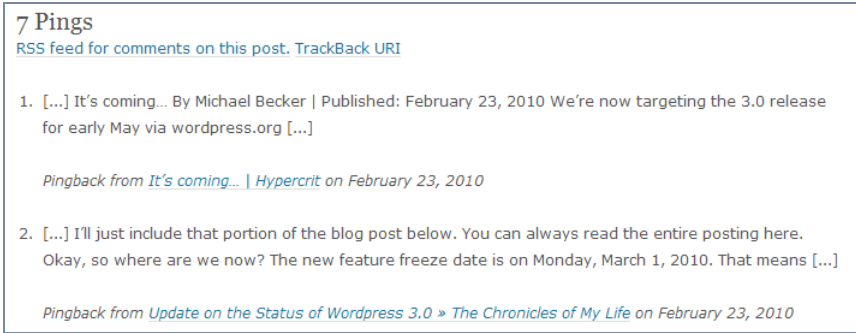 7 Pings
RSS feed for comments on this post. TrackBack URI
1. [...] It's coming... By Michael Becker | Published: February 23, 2010 We're now targeting the 3.0 release
for early May via wordpress.org [...]
Pingback from It's coming... | Hypercrit on February 23, 2010
2. [...] I'll just include that portion of the blog post below. You can always read the entire posting here.
Okay, so where are we now? The new feature freeze date is on Monday, March 1, 2010. That means [...]
Pingback from Update on the Status of Wordpress 3.0 » The Chronicles of My Life on February 23, 2010